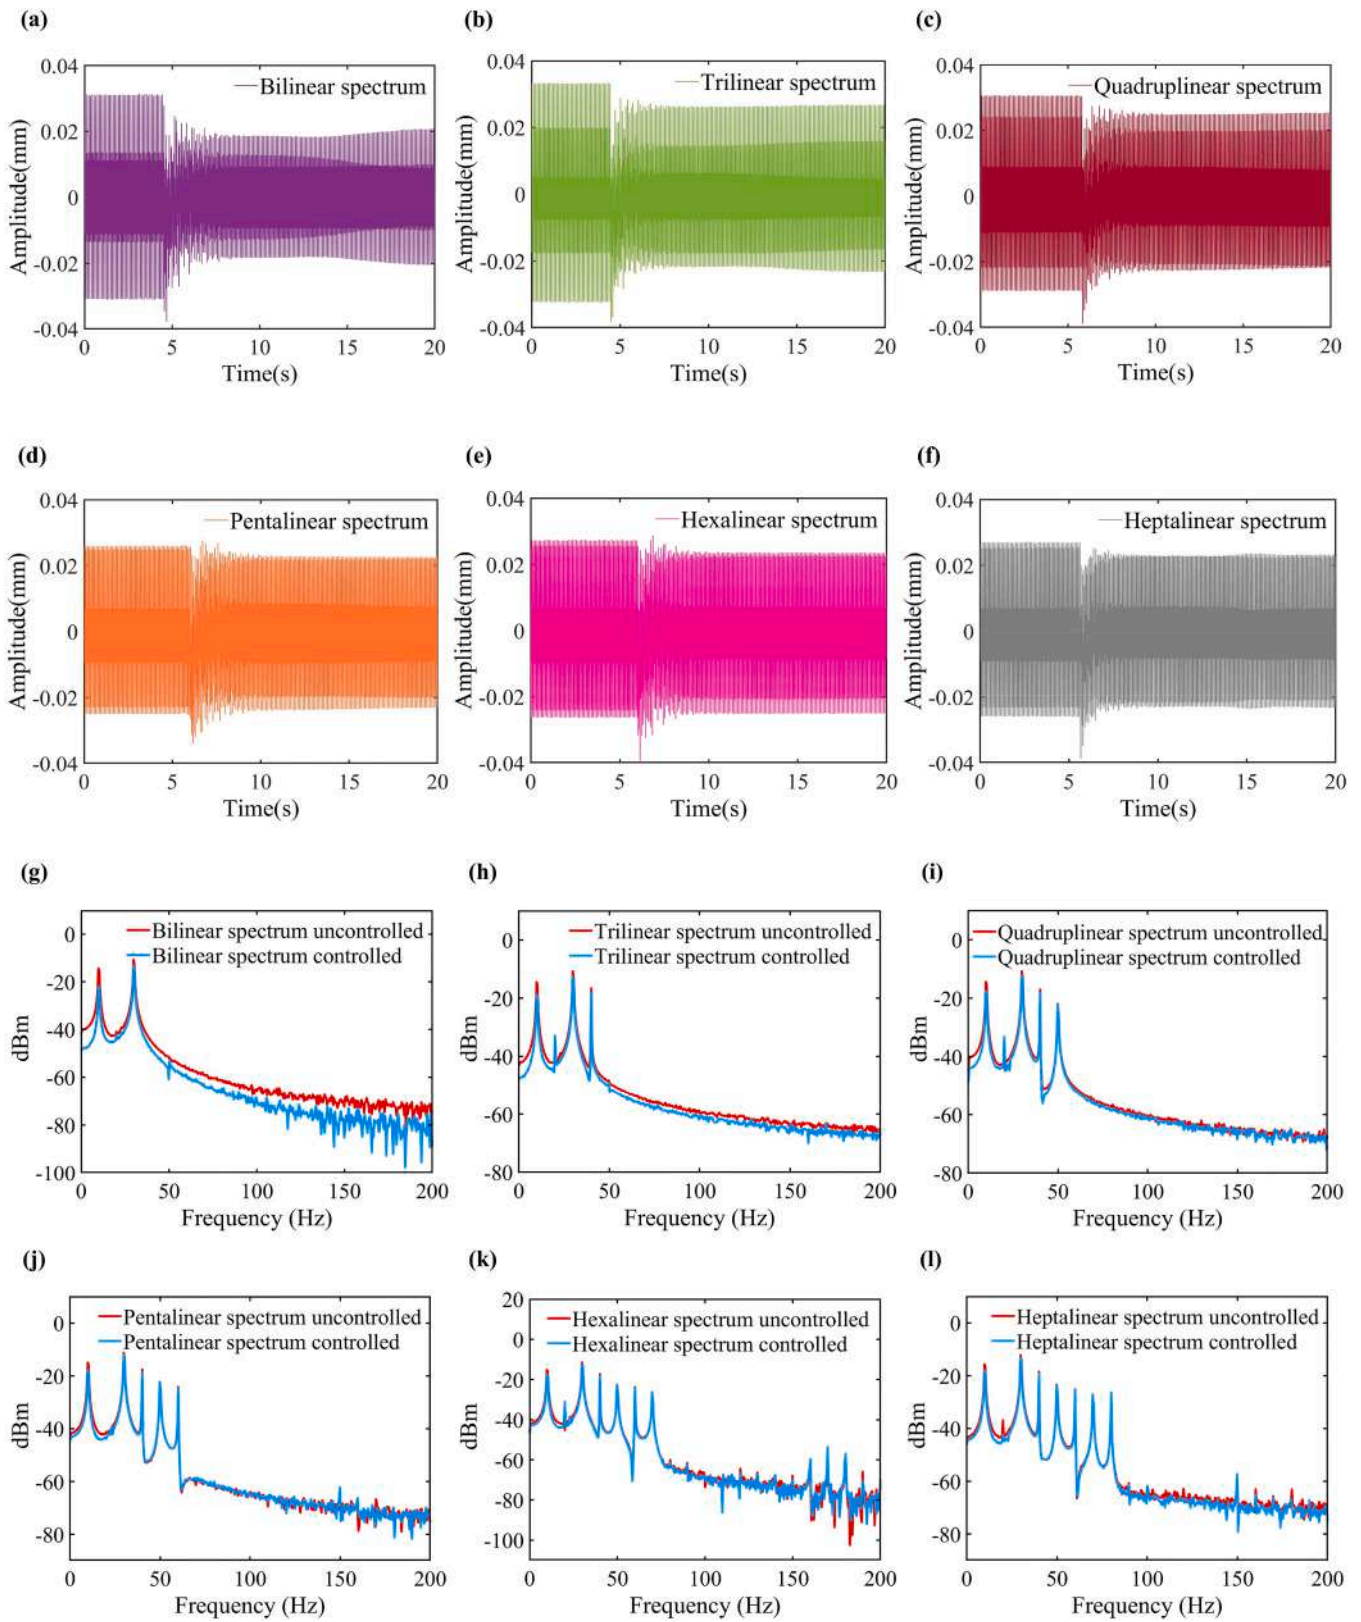 (a)
(b)
(c)
0.04
0.02
0
-0.02
-0.04
Amplitude(mm)
Bilinear spectrum
0 5 10 15 20
Time(s)
0.04
0.02
0
-0.02
-0.04
Amplitude(mm)
Trilinear spectrum
0 5 10 15 20
Time(s)
0.04
0.02
0
-0.02
-0.04
Amplitude(mm)
Quadruplinear spectrum
0 5 10 15 20
Time(s)
(d)
(e)
(f)
0.04
0.02
0
-0.02
-0.04
Amplitude(mm)
Pentalinear spectrum
0 5 10 15 20
Time(s)
0.04
0.02
0
-0.02
-0.04
Amplitude(mm)
Hexalinear spectrum
0 5 10 15 20
Time(s)
0.04
0.02
0
-0.02
-0.04
Amplitude(mm)
Heptalinear spectrum
0 5 10 15 20
Time(s)
(g)
(h)
(i)
0
-20
-40
-60
-80
-100
dBm
Bilinear spectrum uncontrolled
Bilinear spectrum controlled
0 50 100 150 200
Frequency (Hz)
0
-20
-40
-60
-80
dBm
Trilinear spectrum uncontrolled
Trilinear spectrum controlled
0 50 100 150 200
Frequency (Hz)
0
-20
-40
-60
-80
dBm
Quadruplinear spectrum uncontrolled
Quadruplinear spectrum controlled
0 50 100 150 200
Frequency (Hz)
(j)
(k)
(l)
0
-20
-40
-60
-80
dBm
Pentalinear spectrum uncontrolled
Pentalinear spectrum controlled
0 50 100 150 200
Frequency (Hz)
20
0
-20
-40
-60
-80
-100
dBm
Hexalinear spectrum uncontrolled
Hexalinear spectrum controlled
0 50 100 150 200
Frequency (Hz)
0
-20
-40
-60
-80
dBm
Heptalinear spectrum uncontrolled
Heptalinear spectrum controlled
0 50 100 150 200
Frequency (Hz)